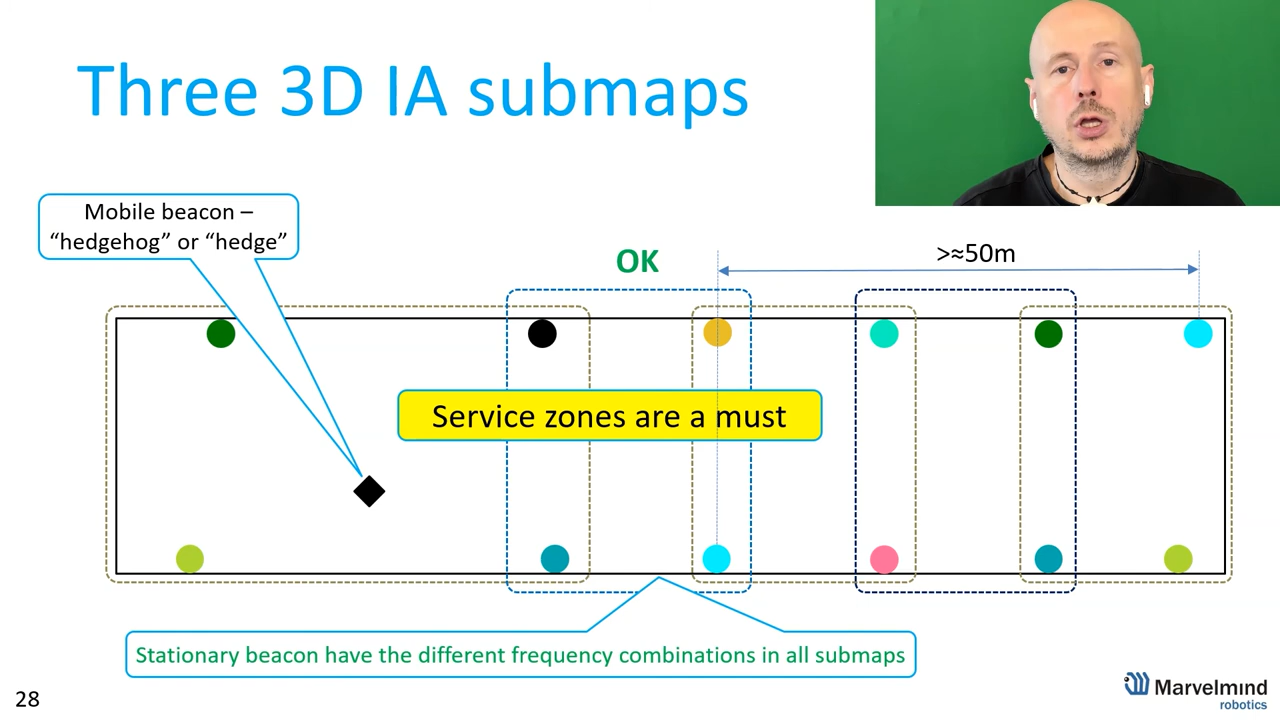 Three 3D IA submaps
Mobile beacon –
“hedgehog” or “hedge”
OK
>≈50m
Service zones are a must
Stationary beacon have the different frequency combinations in all submaps
28
Marvelmind
robotics